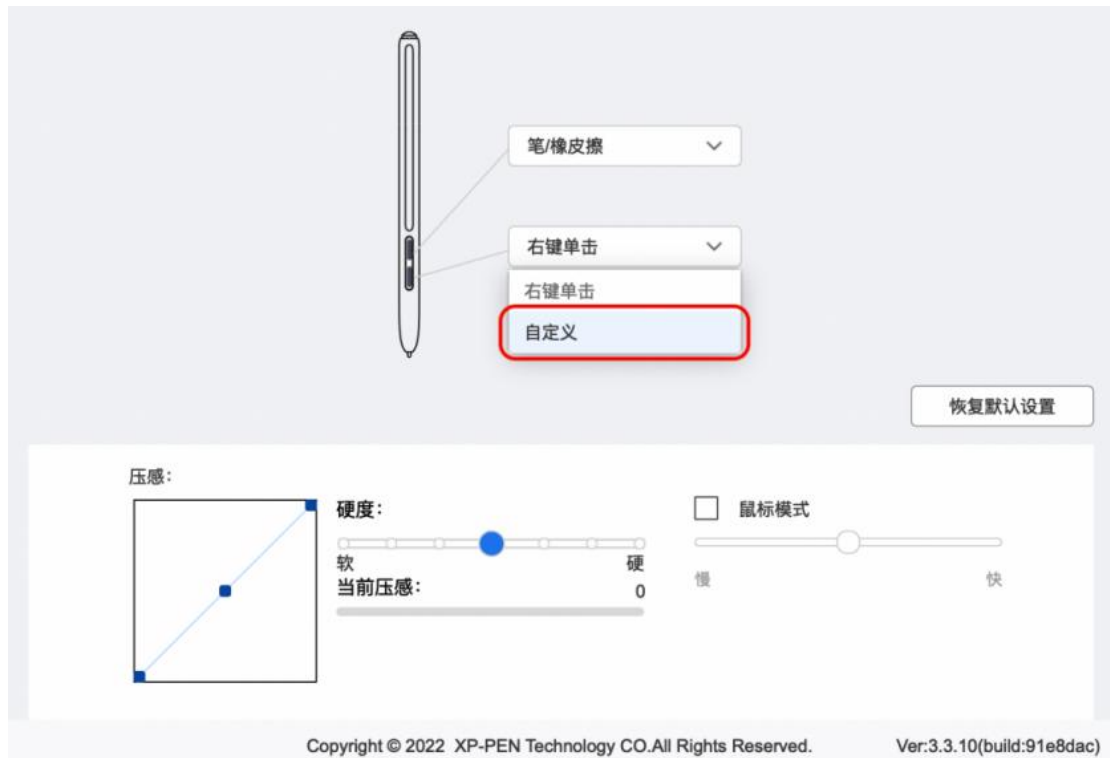 笔/橡皮擦
右键单击
右键单击
自定义
恢复默认设置
压感：
硬度：
软 硬
当前压感： 0
鼠标模式
慢 快
Copyright © 2022 XP-PEN Technology CO.All Rights Reserved. Ver:3.3.10(build:91e8dac)